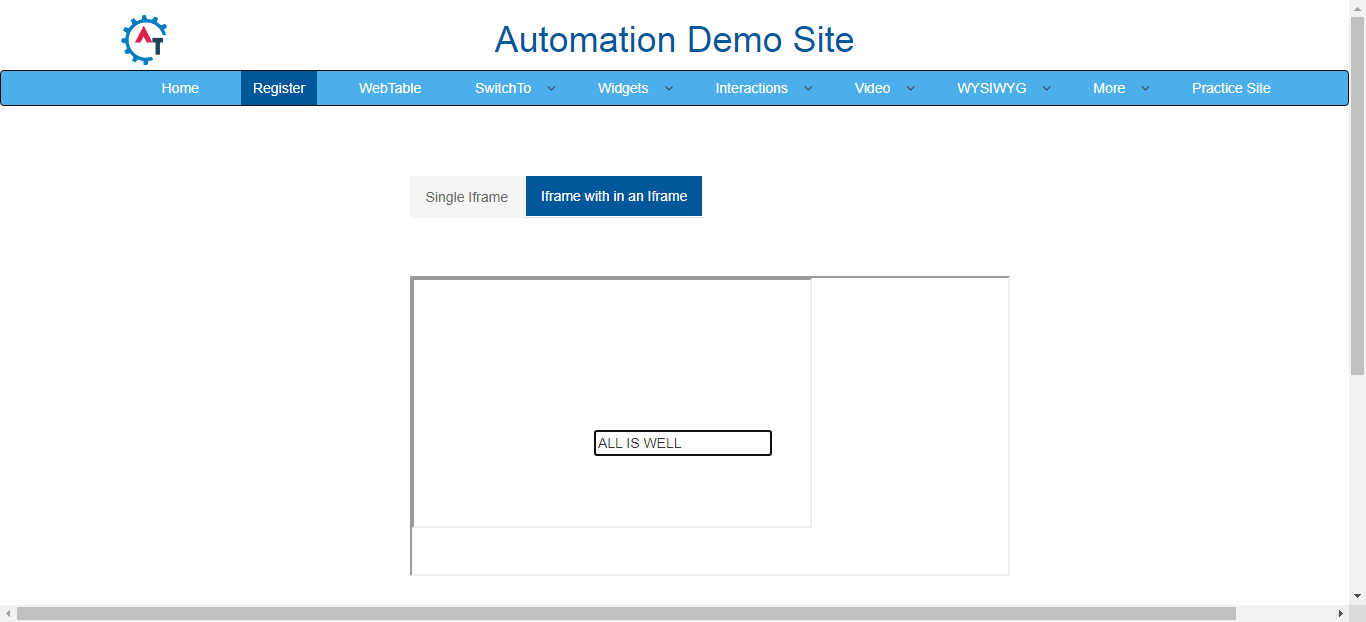 AT
Automation Demo Site
Home Register WebTable SwitchTo Widgets Interactions Video WYSIWYG More Practice Site
Single Iframe Iframe with in an Iframe
ALL IS WELL